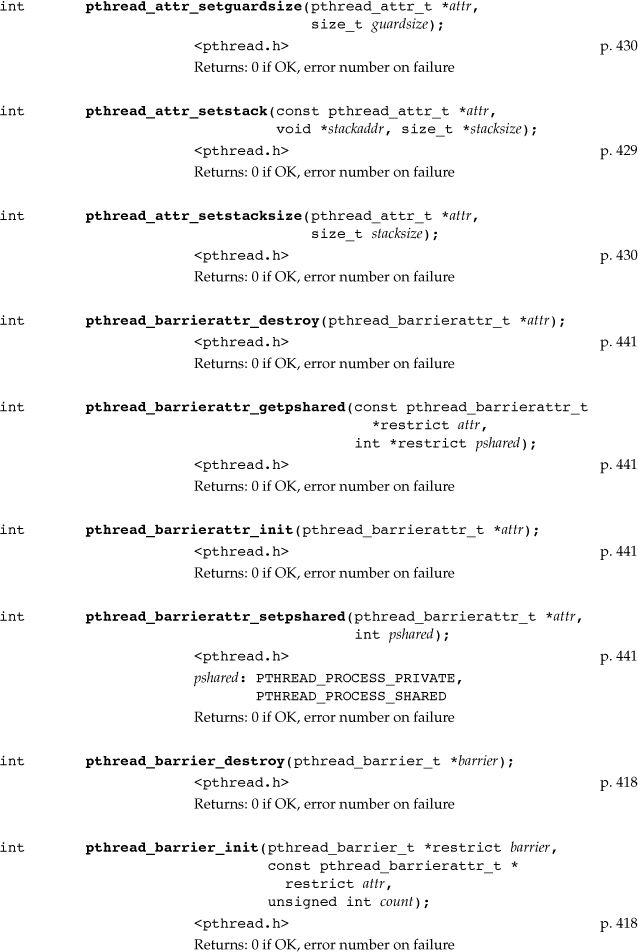 int pthread_attr_setguardsize(pthread_attr_t *attr,
size_t guardsize);
<pthread.h> p. 430
Returns: 0 if OK, error number on failure
int pthread_attr_setstack(const pthread_attr_t *attr,
void *stackaddr, size_t *stacksize);
<pthread.h> p. 429
Returns: 0 if OK, error number on failure
int pthread_attr_setstacksize(pthread_attr_t *attr,
size_t stacksize);
<pthread.h> p. 430
Returns: 0 if OK, error number on failure
int pthread_barrierattr_destroy(pthread_barrierattr_t *attr);
<pthread.h> p. 441
Returns: 0 if OK, error number on failure
int pthread_barrierattr_getpshared(const pthread_barrierattr_t
*restrict attr,
int *restrict pshared);
<pthread.h> p. 441
Returns: 0 if OK, error number on failure
int pthread_barrierattr_init(pthread_barrierattr_t *attr);
<pthread.h> p. 441
Returns: 0 if OK, error number on failure
int pthread_barrierattr_setpshared(pthread_barrierattr_t *attr,
int pshared);
<pthread.h> p. 441
pshared: PTHREAD_PROCESS_PRIVATE,
PTHREAD_PROCESS_SHARED
Returns: 0 if OK, error number on failure
int pthread_barrier_destroy(pthread_barrier_t *barrier);
<pthread.h> p. 418
Returns: 0 if OK, error number on failure
int pthread_barrier_init(pthread_barrier_t *restrict barrier,
const pthread_barrierattr_t *
restrict attr,
unsigned int count);
<pthread.h> p. 418
Returns: 0 if OK, error number on failure